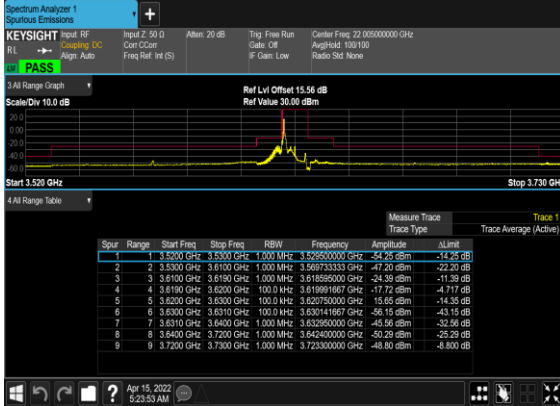 Spectrum Analyzer 1
Spurious Emissions
+
KEYSIGHT Input: RF Input Z: 50 Ω Atten: 20 dB Trig: Free Run Center Freq: 22.005000000 GHz
RL Coupling: DC Corr CCorr Gate: Off Avg|Hold: 100/100
Align: Auto Freq Ref: Int (S) IF Gain: Low Radio Std: None
LXI PASS
3 All Range Graph
Ref Lvl Offset 15.56 dB
Scale/Div 10.0 dB Ref Value 30.00 dBm
20.0
0.00
-20.0
-40.0
-60.0
Start 3.520 GHz Stop 3.730 GH
4 All Range Table
Measure Trace Trace 1
Trace Type Trace Average (Active)
Spur Range Start Freq Stop Freq RBW Frequency Amplitude ΔLimit
1 1 3.5200 GHz 3.5300 GHz 1.000 MHz 3.529500000 GHz -54.25 dBm -14.25 dB
2 2 3.5300 GHz 3.6100 GHz 1.000 MHz 3.569733333 GHz -47.20 dBm -22.20 dB
3 3 3.6100 GHz 3.6190 GHz 1.000 MHz 3.618595000 GHz -24.39 dBm -11.39 dB
4 4 3.6190 GHz 3.6200 GHz 100.0 kHz 3.619991667 GHz -17.72 dBm -4.717 dB
5 5 3.6200 GHz 3.6300 GHz 100.0 kHz 3.620750000 GHz 15.65 dBm -14.35 dB
6 6 3.6300 GHz 3.6310 GHz 100.0 kHz 3.630141667 GHz -56.15 dBm -43.15 dB
7 7 3.6310 GHz 3.6400 GHz 1.000 MHz 3.632950000 GHz -45.56 dBm -32.56 dB
8 8 3.6400 GHz 3.7200 GHz 1.000 MHz 3.642400000 GHz -50.29 dBm -25.29 dB
9 9 3.7200 GHz 3.7300 GHz 1.000 MHz 3.723300000 GHz -48.80 dBm -8.800 dB
? Apr 15, 2022
5:23:53 AM